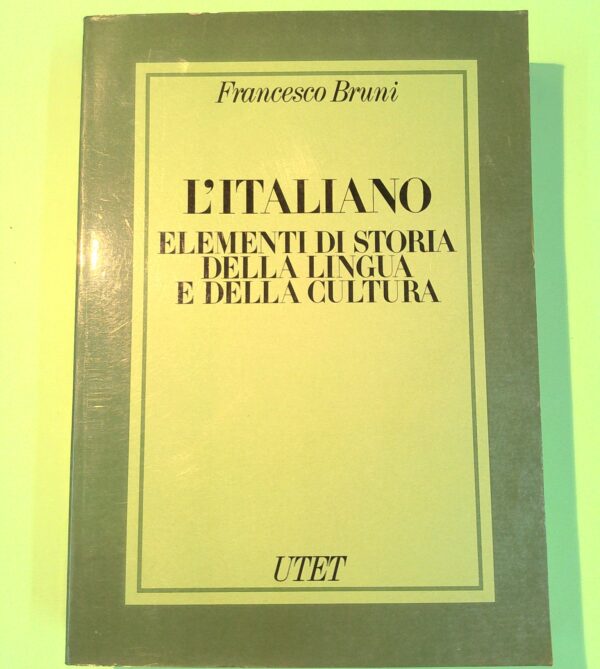 Francesco Bruni
L'ITALIANO
ELEMENTI DI STORIA
DELLA LINGUA
E DELLA CULTURA
UTET